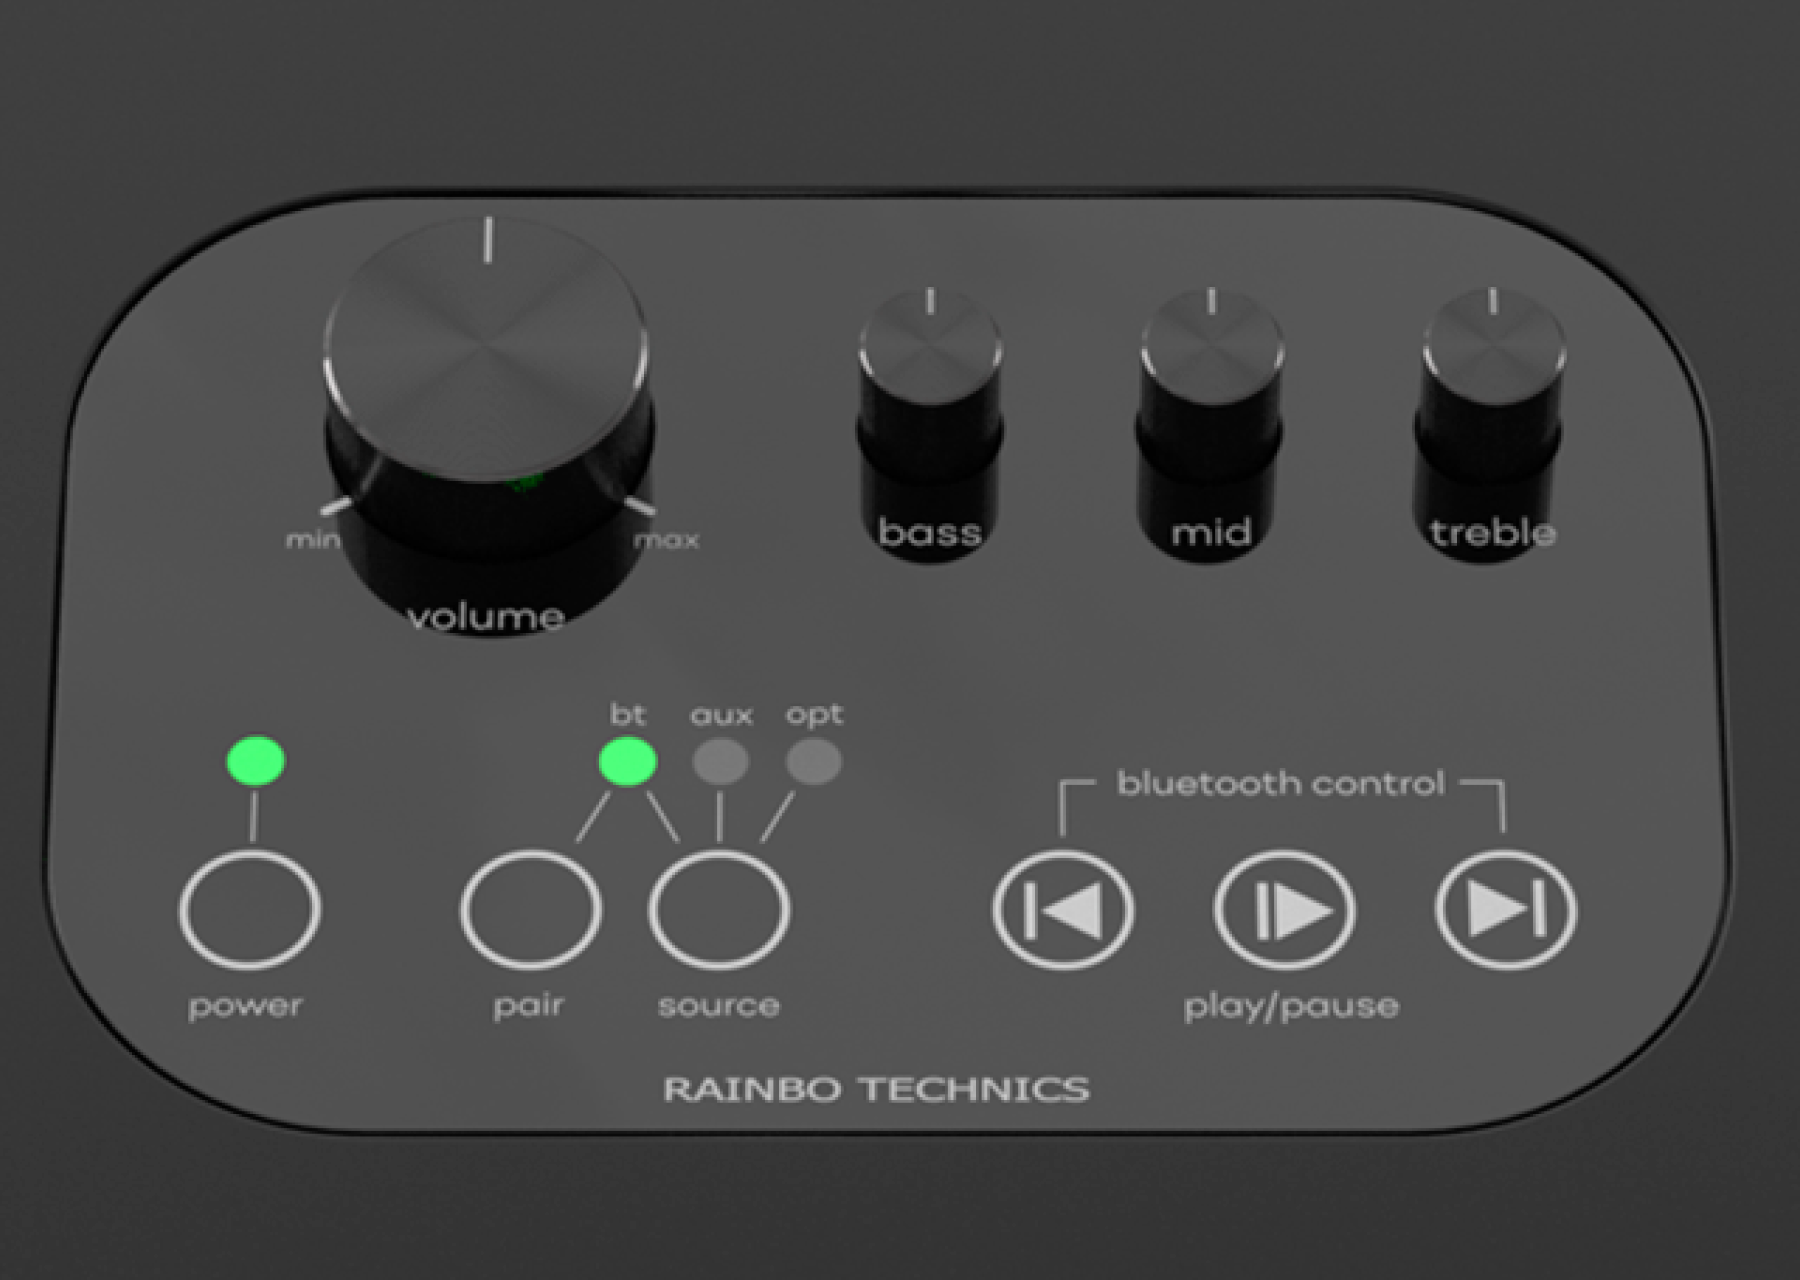 min
max
volume
bass
mid
treble
bt
aux
opt
bluetooth control
power
pair
source
play/pause
RAINBO TECHNICS